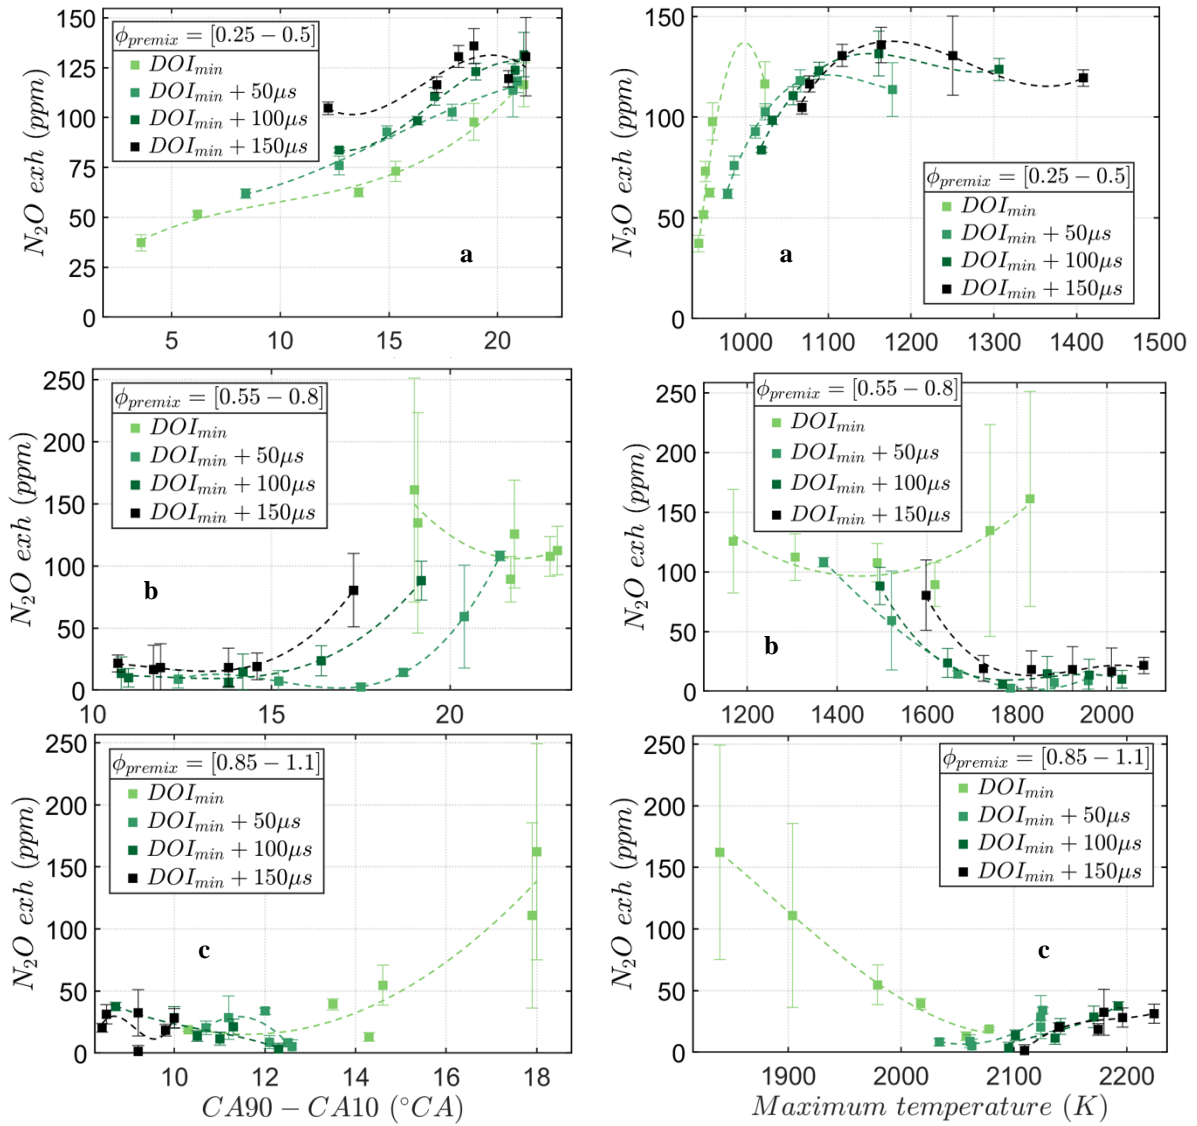 N₂O exh (ppm)
150
125
100
75
50
25
0
ϕpremix = [0.25 − 0.5]
DOImin
DOImin + 50μs
DOImin + 100μs
DOImin + 150μs
a
5
10
15
20
N₂O exh (ppm)
150
100
50
0
ϕpremix = [0.25 − 0.5]
DOImin
DOImin + 50μs
DOImin + 100μs
DOImin + 150μs
a
1000
1100
1200
1300
1400
1500
N₂O exh (ppm)
250
200
150
100
50
0
ϕpremix = [0.55 − 0.8]
DOImin
DOImin + 50μs
DOImin + 100μs
DOImin + 150μs
b
10
15
20
N₂O exh (ppm)
250
200
150
100
50
0
ϕpremix = [0.55 − 0.8]
DOImin
DOImin + 50μs
DOImin + 100μs
DOImin + 150μs
b
1200
1400
1600
1800
2000
N₂O exh (ppm)
250
200
150
100
50
0
ϕpremix = [0.85 − 1.1]
DOImin
DOImin + 50μs
DOImin + 100μs
DOImin + 150μs
c
10
12
14
16
18
CA90 − CA10 (°CA)
N₂O exh (ppm)
250
200
150
100
50
0
ϕpremix = [0.85 − 1.1]
DOImin
DOImin + 50μs
DOImin + 100μs
DOImin + 150μs
c
1900
2000
2100
2200
Maximum temperature (K)